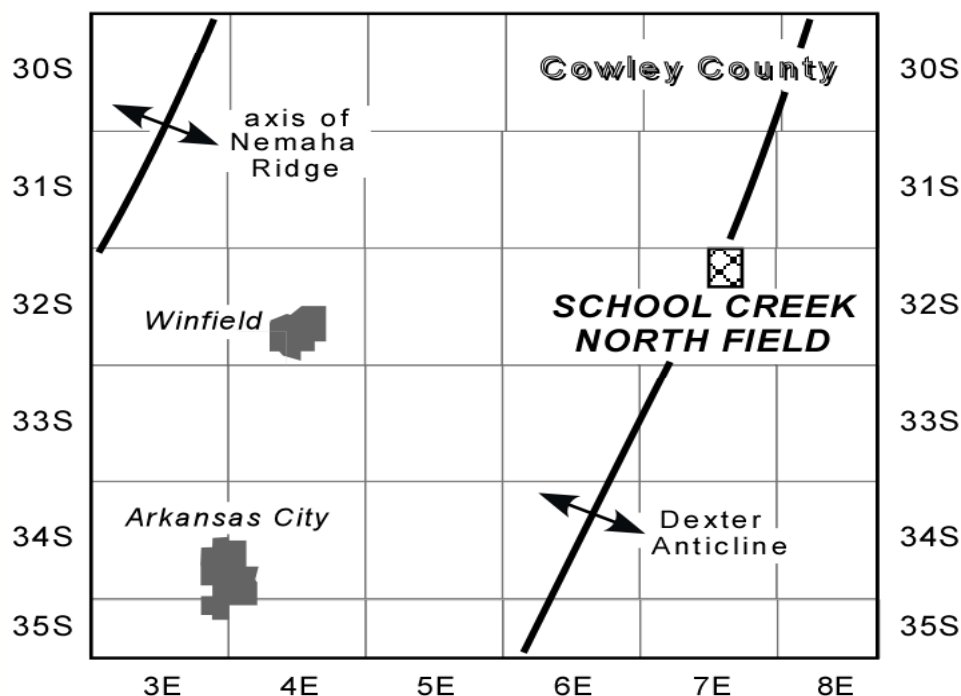 30S
Cowley County
30S
axis of
Nemaha
Ridge
31S
31S
32S
Winfield
SCHOOL CREEK
NORTH FIELD
32S
33S
33S
Arkansas City
34S
Dexter
Anticline
34S
35S
35S
3E 4E 5E 6E 7E 8E